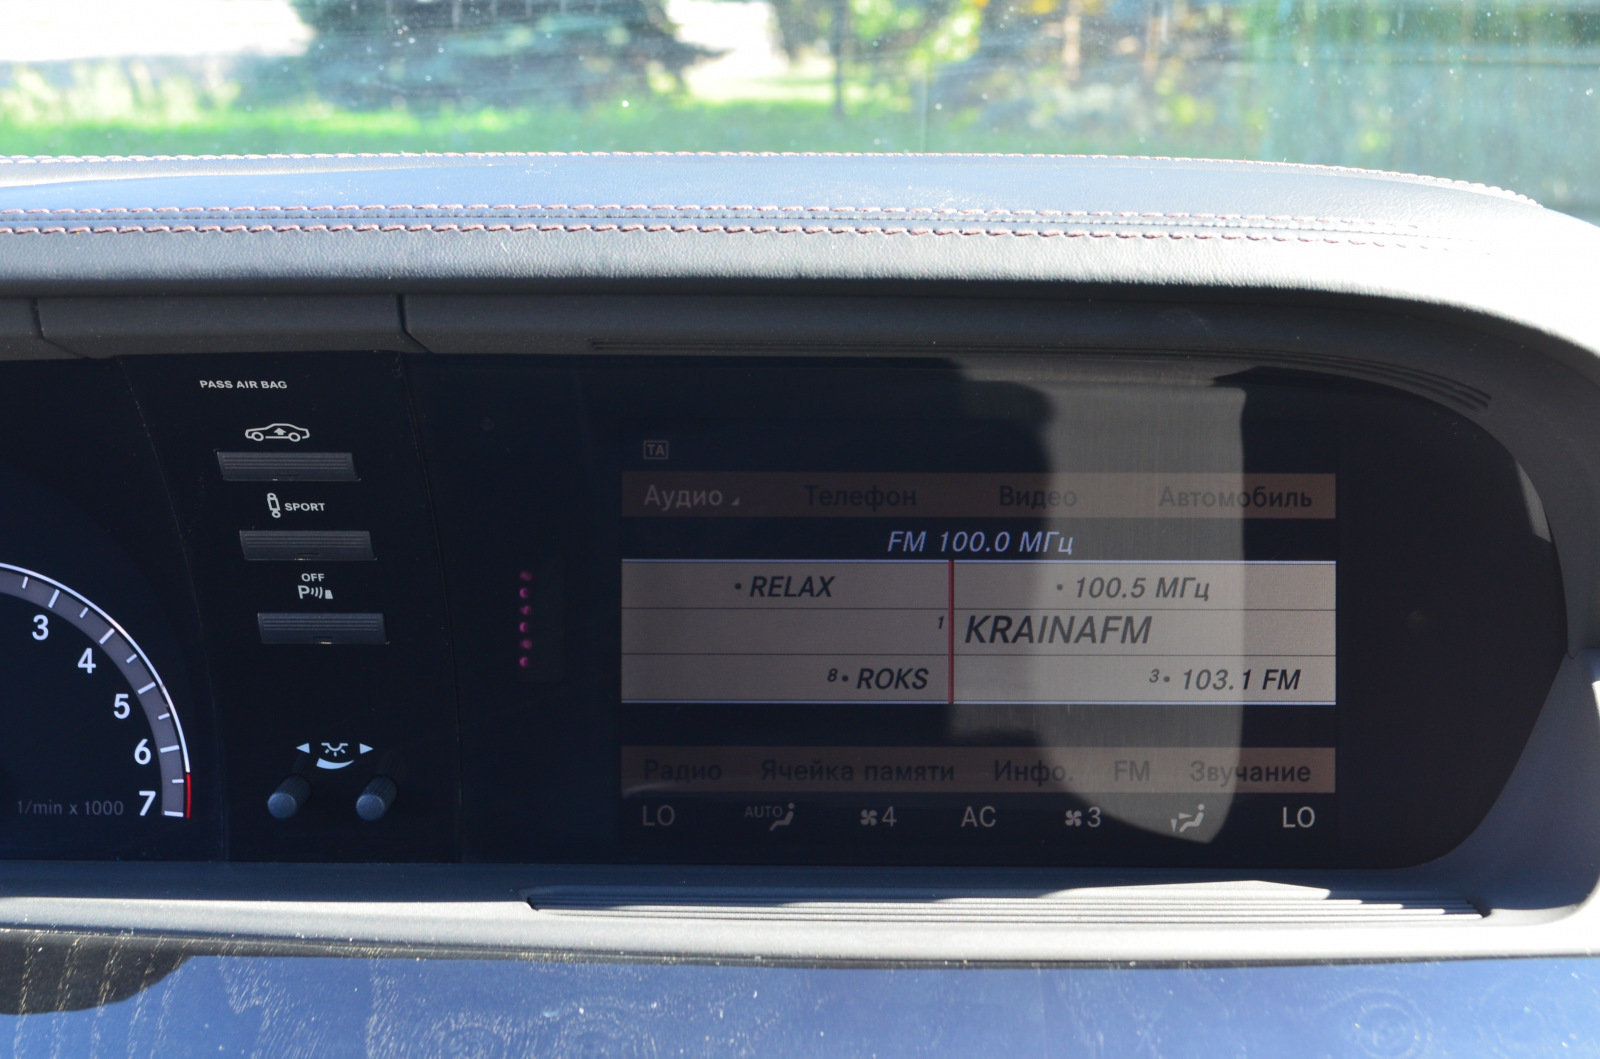 PASS AIR BAG
SPORT
OFF
P
3
4
5
6
7
1/min x 1000
TA
Аудио Телефон Видео Автомобиль
FM 100.0 МГц
• RELAX • 100.5 МГц
1 KRAINAFM
8• ROKS 3• 103.1 FM
Радио Ячейка памяти Инфо. FM Звучание
LO AUTO 4 AC 3 LO